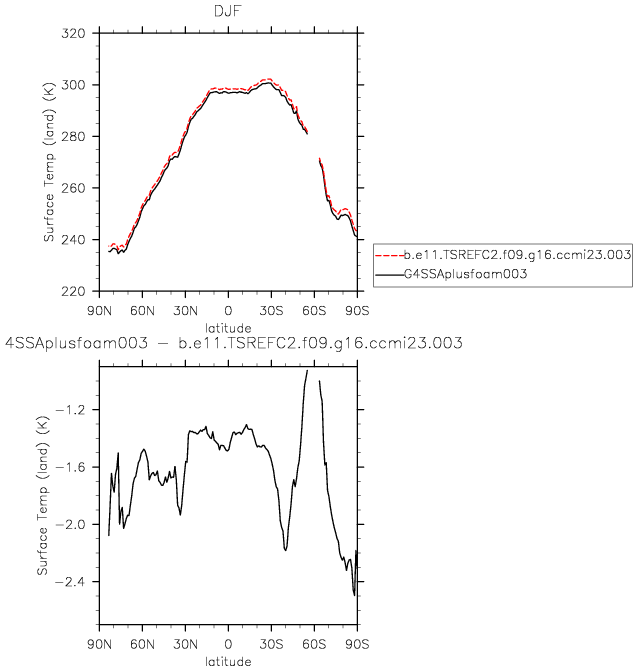 DJF
320
300
280
260
240
220
Surface Temp (land) (K)
90N 60N 30N 0 30S 60S 90S
latitude
b.e11.TSREFC2.f09.g16.ccmi23.003
G4SSAplusfoam003
4SSAplusfoam003 − b.e11.TSREFC2.f09.g16.ccmi23.003
−1.2
−1.6
−2.0
−2.4
Surface Temp (land) (K)
90N 60N 30N 0 30S 60S 90S
latitude